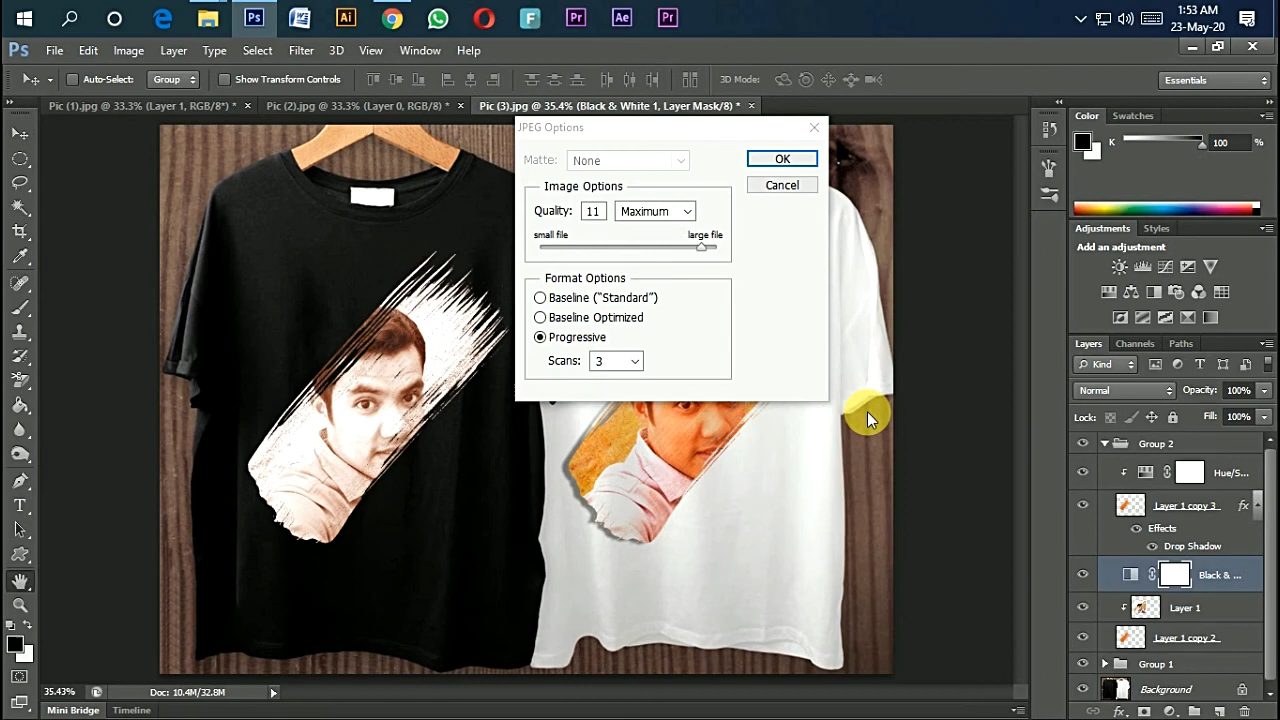 Ps
W
Ai
F
Pr
Ae
Pr
1:53 AM
23-May-20
Ps File Edit Image Layer Type Select Filter 3D View Window Help
Auto-Select: Group Show Transform Controls 3D Mode: Essentials
Pic (1).jpg @ 33.3% (Layer 1, RGB/8*) * Pic (2).jpg @ 33.3% (Layer 0, RGB/8) * Pic (3).jpg @ 35.4% (Black & White 1, Layer Mask/8) *
JPEG Options
Matte: None
OK
Cancel
Image Options
Quality: 11 Maximum
small file large file
Format Options
Baseline ("Standard")
Baseline Optimized
Progressive
Scans: 3
Color Swatches
K 100 %
Adjustments Styles
Add an adjustment
Layers Channels Paths
Kind
Normal Opacity: 100%
Lock: Fill: 100%
Group 2
Hue/S...
Layer 1 copy 3 fx
Effects
Drop Shadow
Black & ...
Layer 1
Layer 1 copy 2
Group 1
Background
35.43% Doc: 10.4M/32.8M
Mini Bridge Timeline